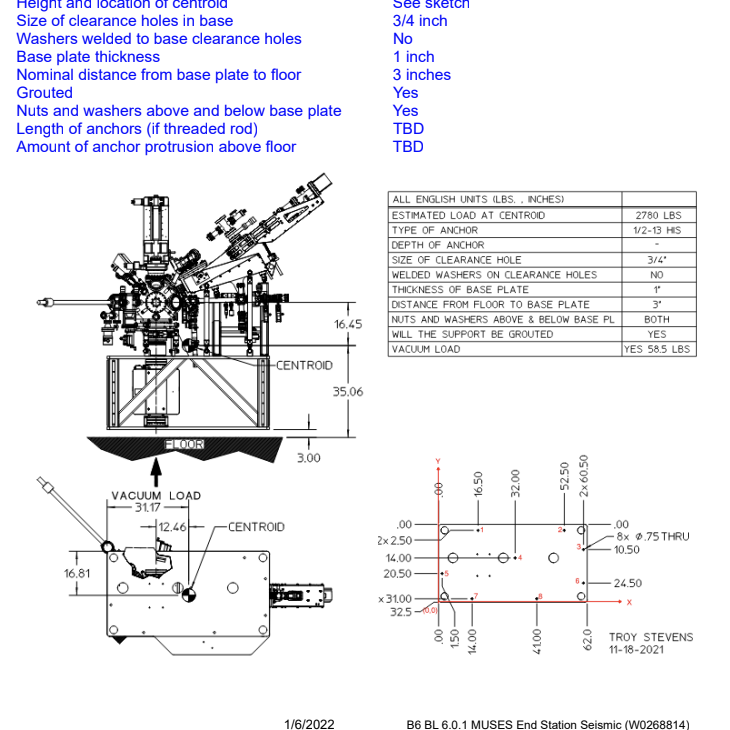 Height and location of centroid See sketch
Size of clearance holes in base 3/4 inch
Washers welded to base clearance holes No
Base plate thickness 1 inch
Nominal distance from base plate to floor 3 inches
Grouted Yes
Nuts and washers above and below base plate Yes
Length of anchors (if threaded rod) TBD
Amount of anchor protrusion above floor TBD
ALL ENGLISH UNITS (LBS. , INCHES)
ESTIMATED LOAD AT CENTROID 2780 LBS
TYPE OF ANCHOR 1/2-13 HIS
DEPTH OF ANCHOR -
SIZE OF CLEARANCE HOLE 3/4"
WELDED WASHERS ON CLEARANCE HOLES NO
THICKNESS OF BASE PLATE 1"
DISTANCE FROM FLOOR TO BASE PLATE 3"
NUTS AND WASHERS ABOVE & BELOW BASE PL BOTH
WILL THE SUPPORT BE GROUTED YES
VACUUM LOAD YES 58.5 LBS
16.45
CENTROID
35.06
FLOOR
3.00
VACUUM LOAD
31.17
12.46
CENTROID
16.81
Y
.00
16.50
32.00
52.50
2x 60.50
.00
.00
1
2
8x Ø.75 THRU
2x 2.50
3
10.50
14.00
4
20.50
5
6
24.50
x 31.00
7
8
32.5
(0,0)
X
.00
1.50
14.00
41.00
62.0
TROY STEVENS
11-18-2021
1/6/2022 B6 BL 6.0.1 MUSES End Station Seismic (W0268814)